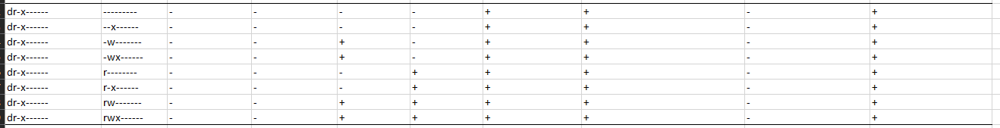 dr-x------ --------- - - - - + + - +
dr-x------ --x------ - - - - + + - +
dr-x------ -w------- - - + - + + - +
dr-x------ -wx------ - - + - + + - +
dr-x------ r-------- - - - + + + - +
dr-x------ r-x------ - - - + + + - +
dr-x------ rw------- - - + + + + - +
dr-x------ rwx------ - - + + + + - +